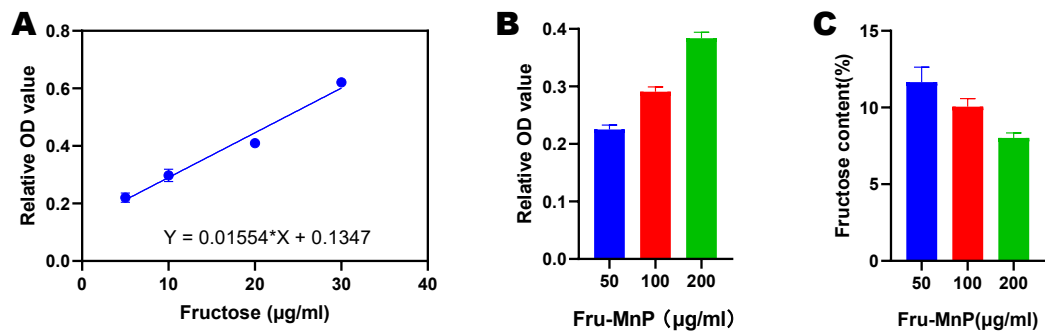 A
Relative OD value
0.8
0.6
0.4
0.2
0.0
Y = 0.01554*X + 0.1347
0 10 20 30 40
Fructose (μg/ml)
B
Relative OD value
0.4
0.3
0.2
0.1
0.0
50 100 200
Fru-MnP（μg/ml）
C
Fructose content(%)
15
10
5
0
50 100 200
Fru-MnP(μg/ml)